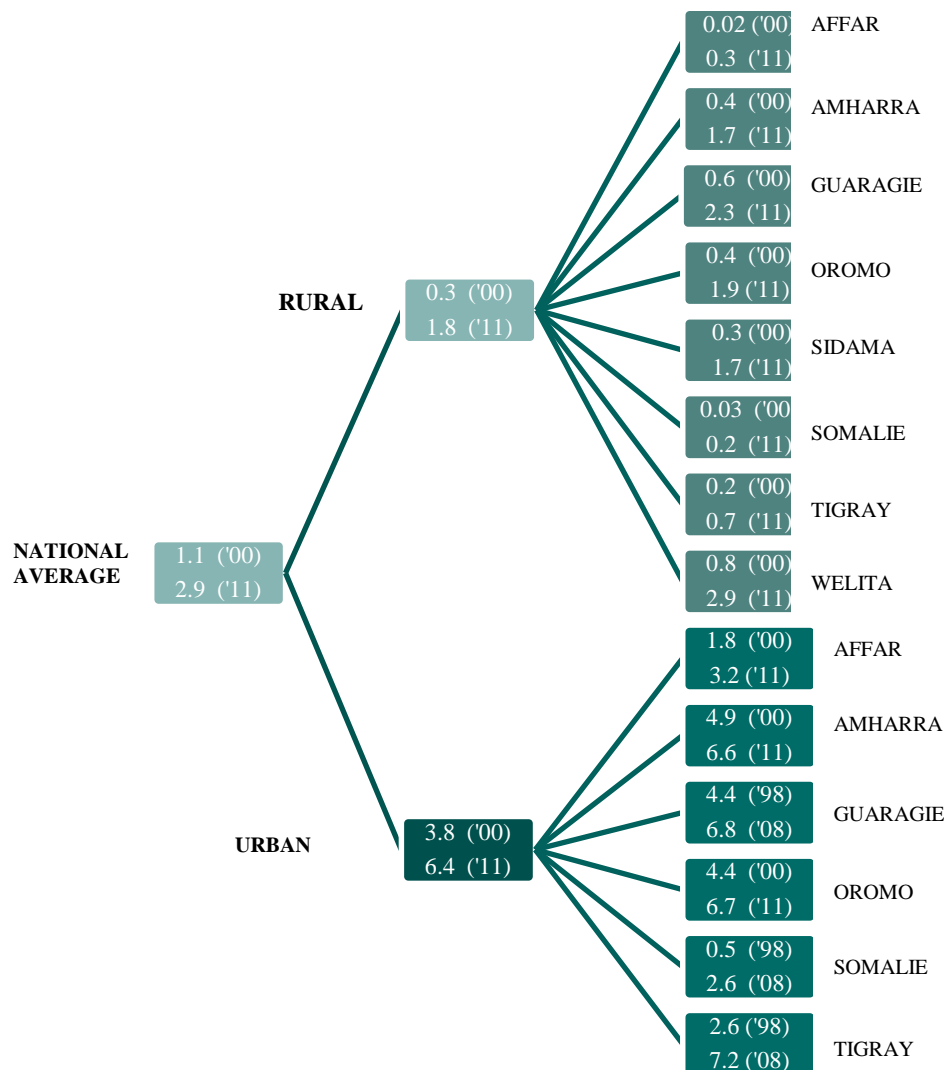 0.02 ('00)
0.3 ('11)
AFFAR
0.4 ('00)
1.7 ('11)
AMHARRA
0.6 ('00)
2.3 ('11)
GUARAGIE
0.4 ('00)
1.9 ('11)
OROMO
RURAL
0.3 ('00)
1.8 ('11)
0.3 ('00)
1.7 ('11)
SIDAMA
0.03 ('00
0.2 ('11)
SOMALIE
0.2 ('00)
0.7 ('11)
TIGRAY
NATIONAL
AVERAGE
1.1 ('00)
2.9 ('11)
0.8 ('00)
2.9 ('11)
WELITA
1.8 ('00)
3.2 ('11)
AFFAR
4.9 ('00)
6.6 ('11)
AMHARRA
4.4 ('98)
6.8 ('08)
GUARAGIE
URBAN
3.8 ('00)
6.4 ('11)
4.4 ('00)
6.7 ('11)
OROMO
0.5 ('98)
2.6 ('08)
SOMALIE
2.6 ('98)
7.2 ('08)
TIGRAY